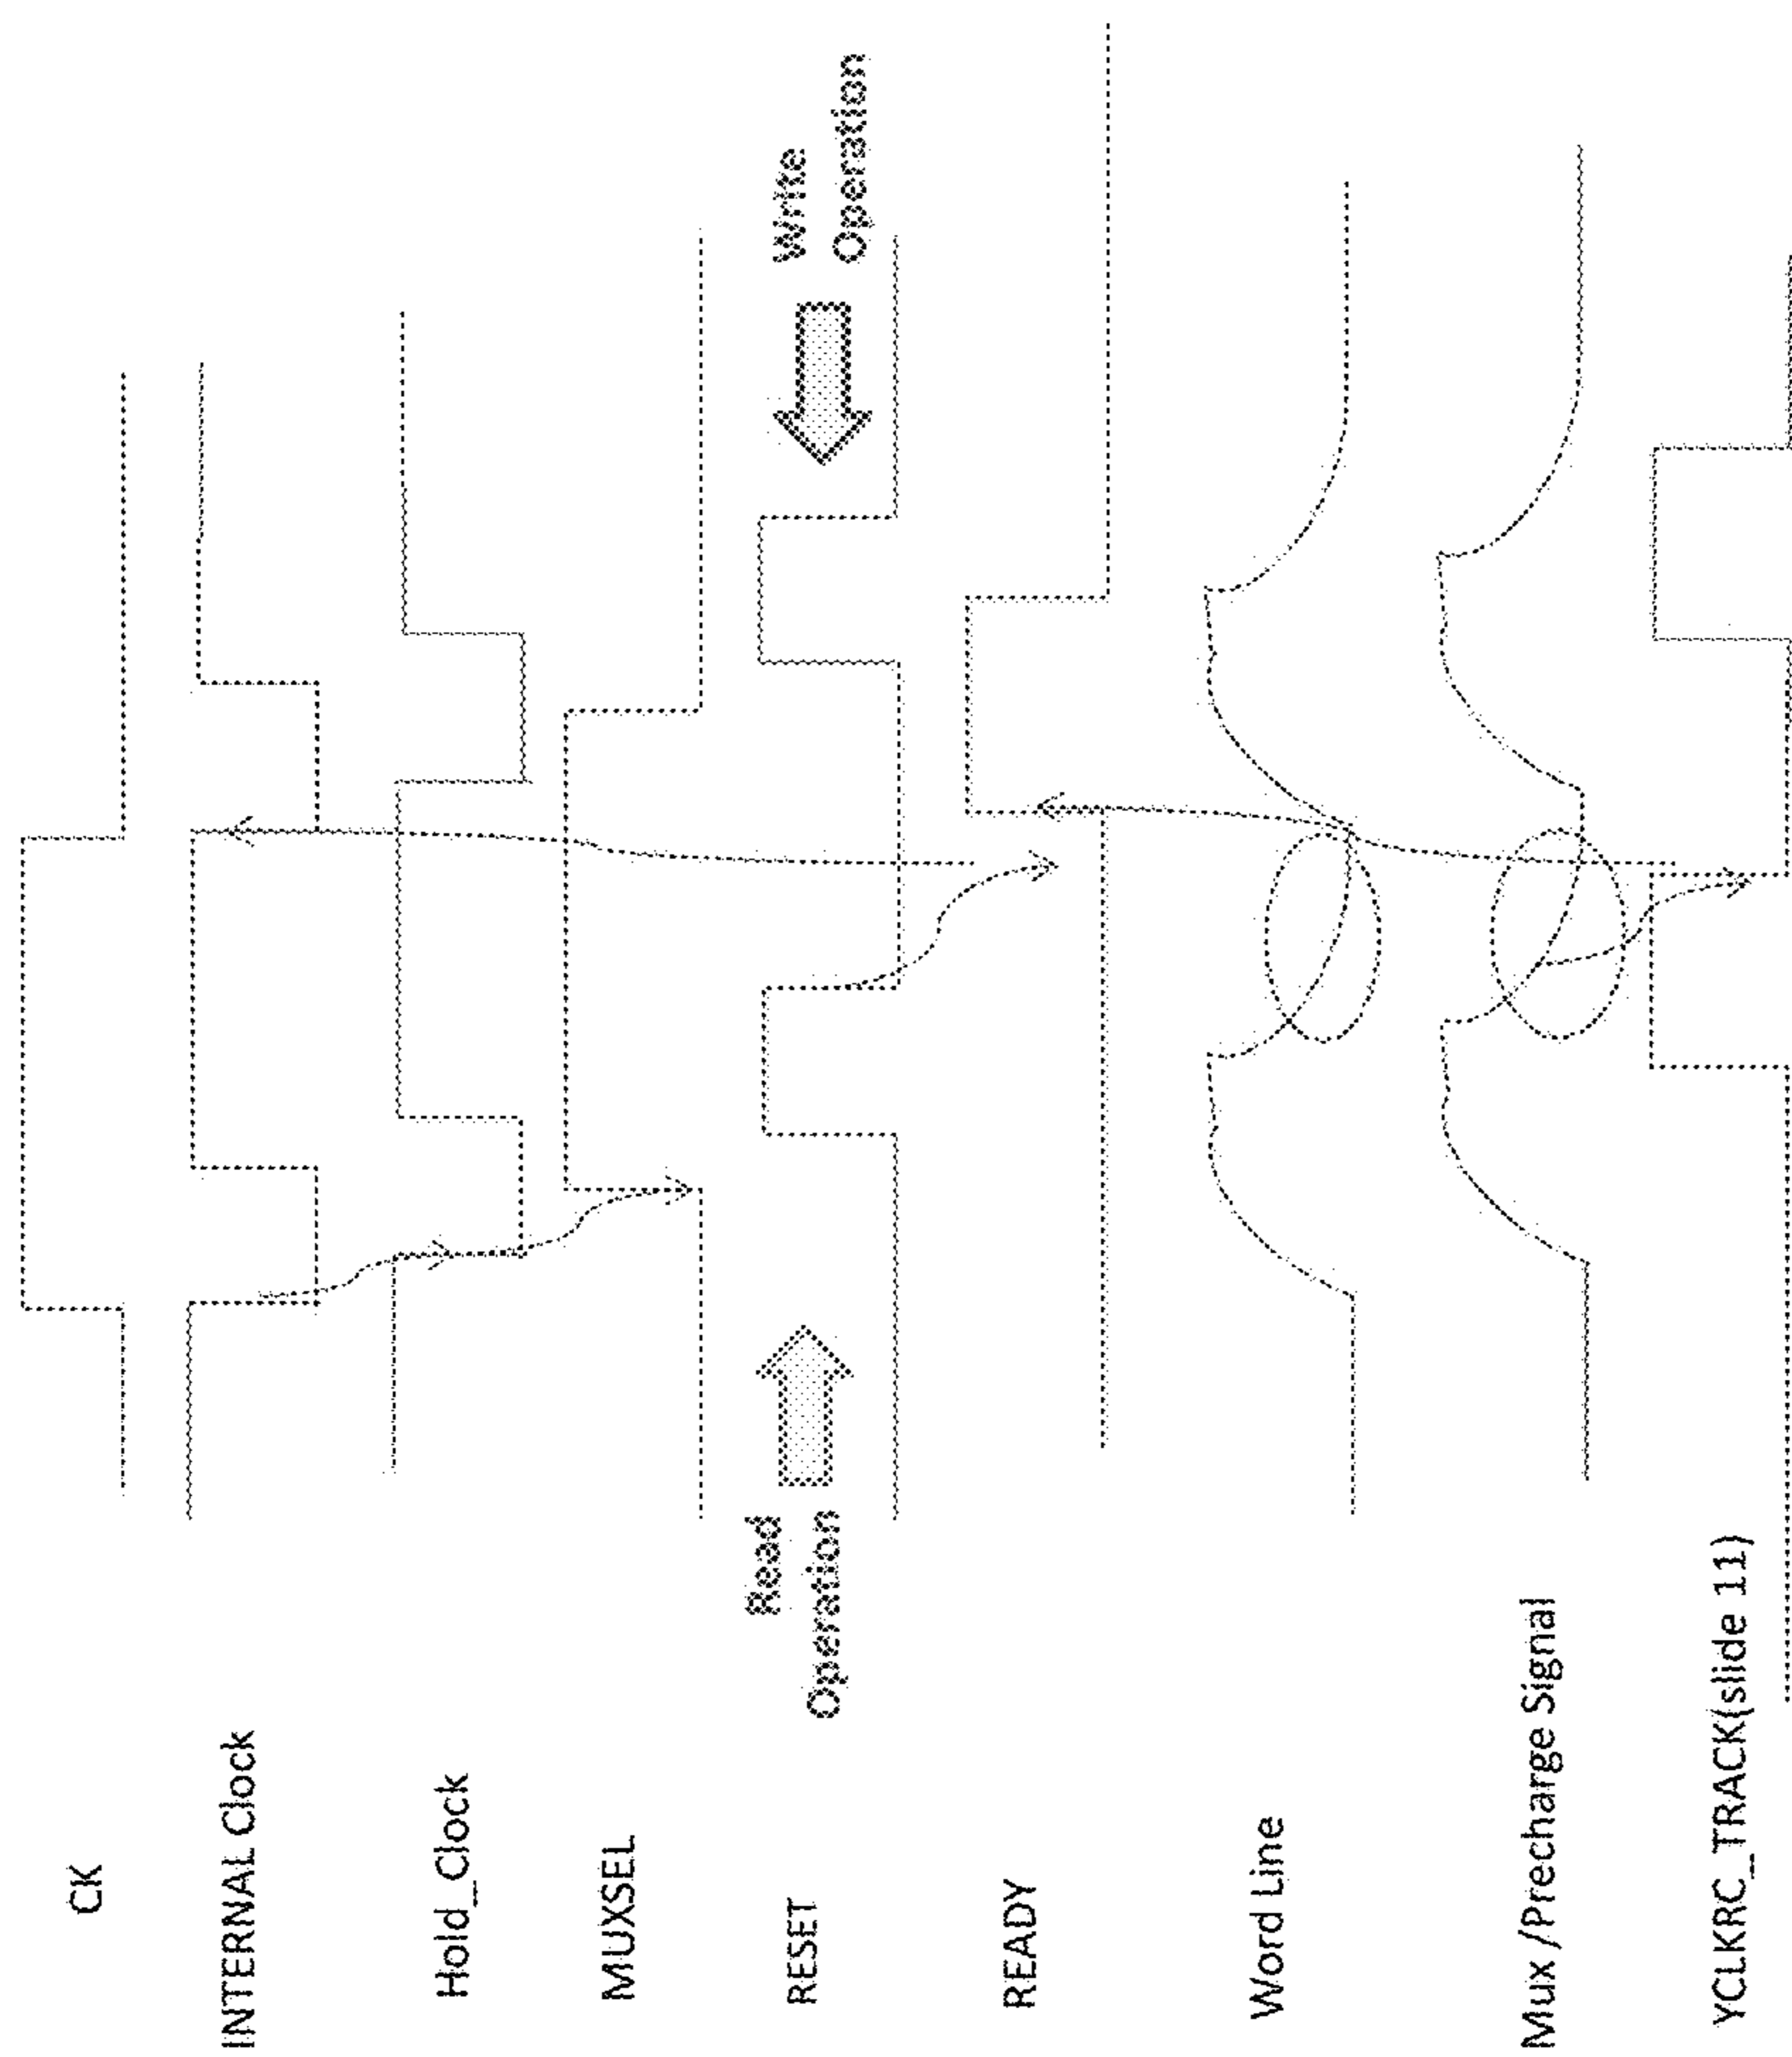 CK
INTERNAL Clock
Hold_Clock
MUXSEL
RESET
Read
Operation
Write
Operation
READY
Word Line
Mux /Precharge Signal
YCLKRC_TRACK(slide 11)